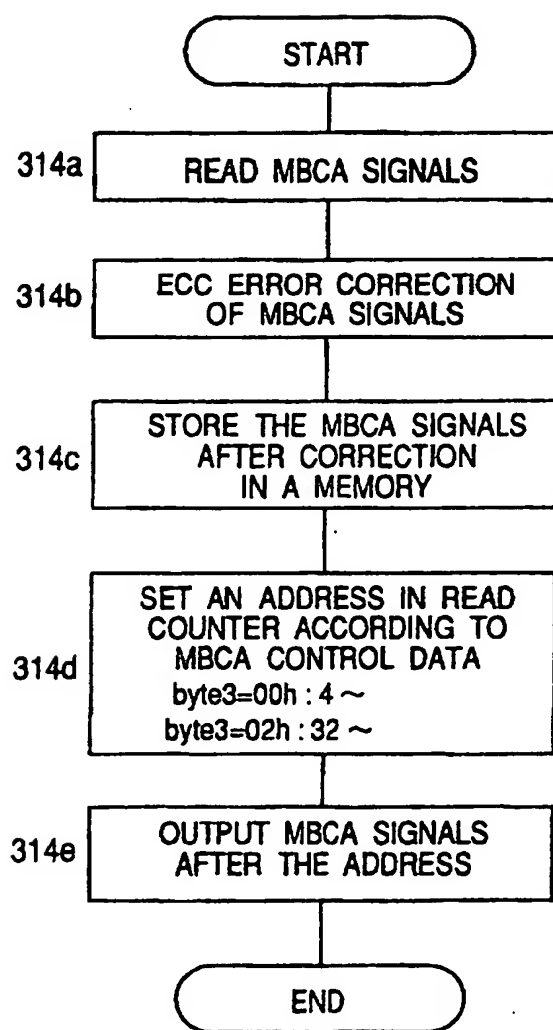 START
314a
READ MBCA SIGNALS
314b
ECC ERROR CORRECTION
OF MBCA SIGNALS
314c
STORE THE MBCA SIGNALS
AFTER CORRECTION
IN A MEMORY
314d
SET AN ADDRESS IN READ
COUNTER ACCORDING TO
MBCA CONTROL DATA
byte3=00h : 4 ~
byte3=02h : 32 ~
314e
OUTPUT MBCA SIGNALS
AFTER THE ADDRESS
END